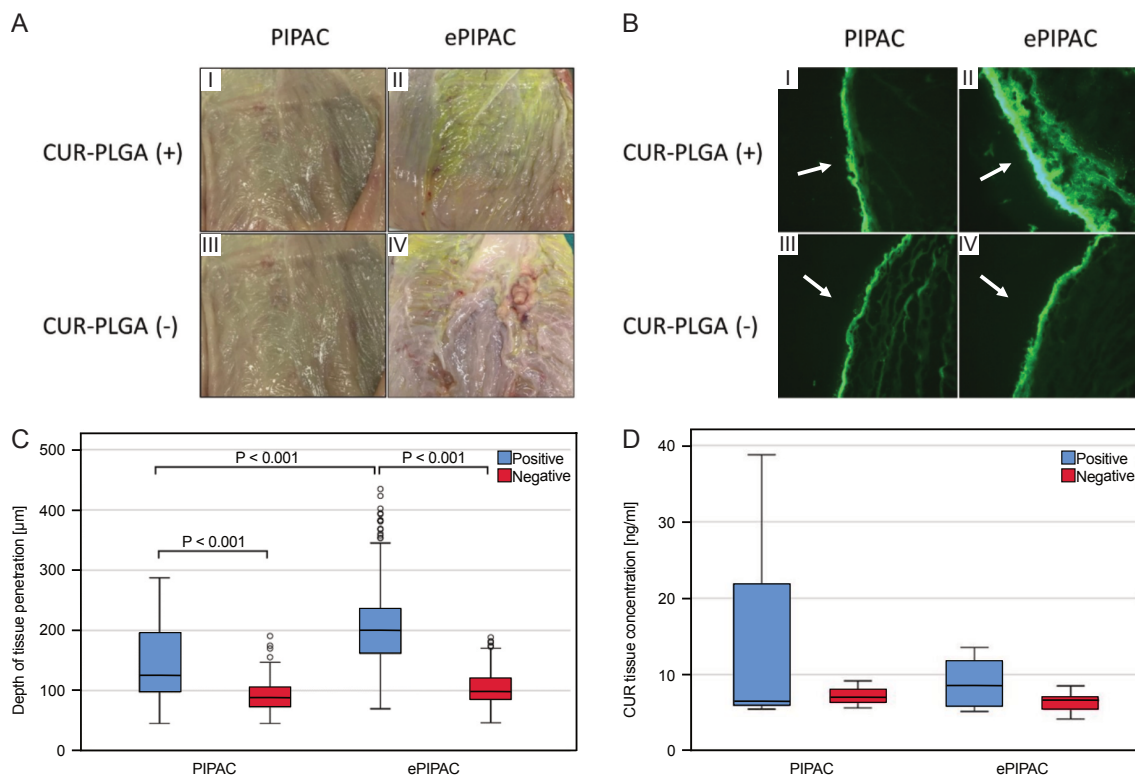 A
PIPAC ePIPAC
I II
CUR-PLGA (+)
III IV
CUR-PLGA (-)
B
PIPAC ePIPAC
I II
CUR-PLGA (+)
III IV
CUR-PLGA (-)
C
Depth of tissue penetration [µm]
500
400
300
200
100
0
P < 0.001 P < 0.001
P < 0.001
Positive
Negative
PIPAC ePIPAC
D
CUR tissue concentration [ng/ml]
40
30
20
10
0
Positive
Negative
PIPAC ePIPAC